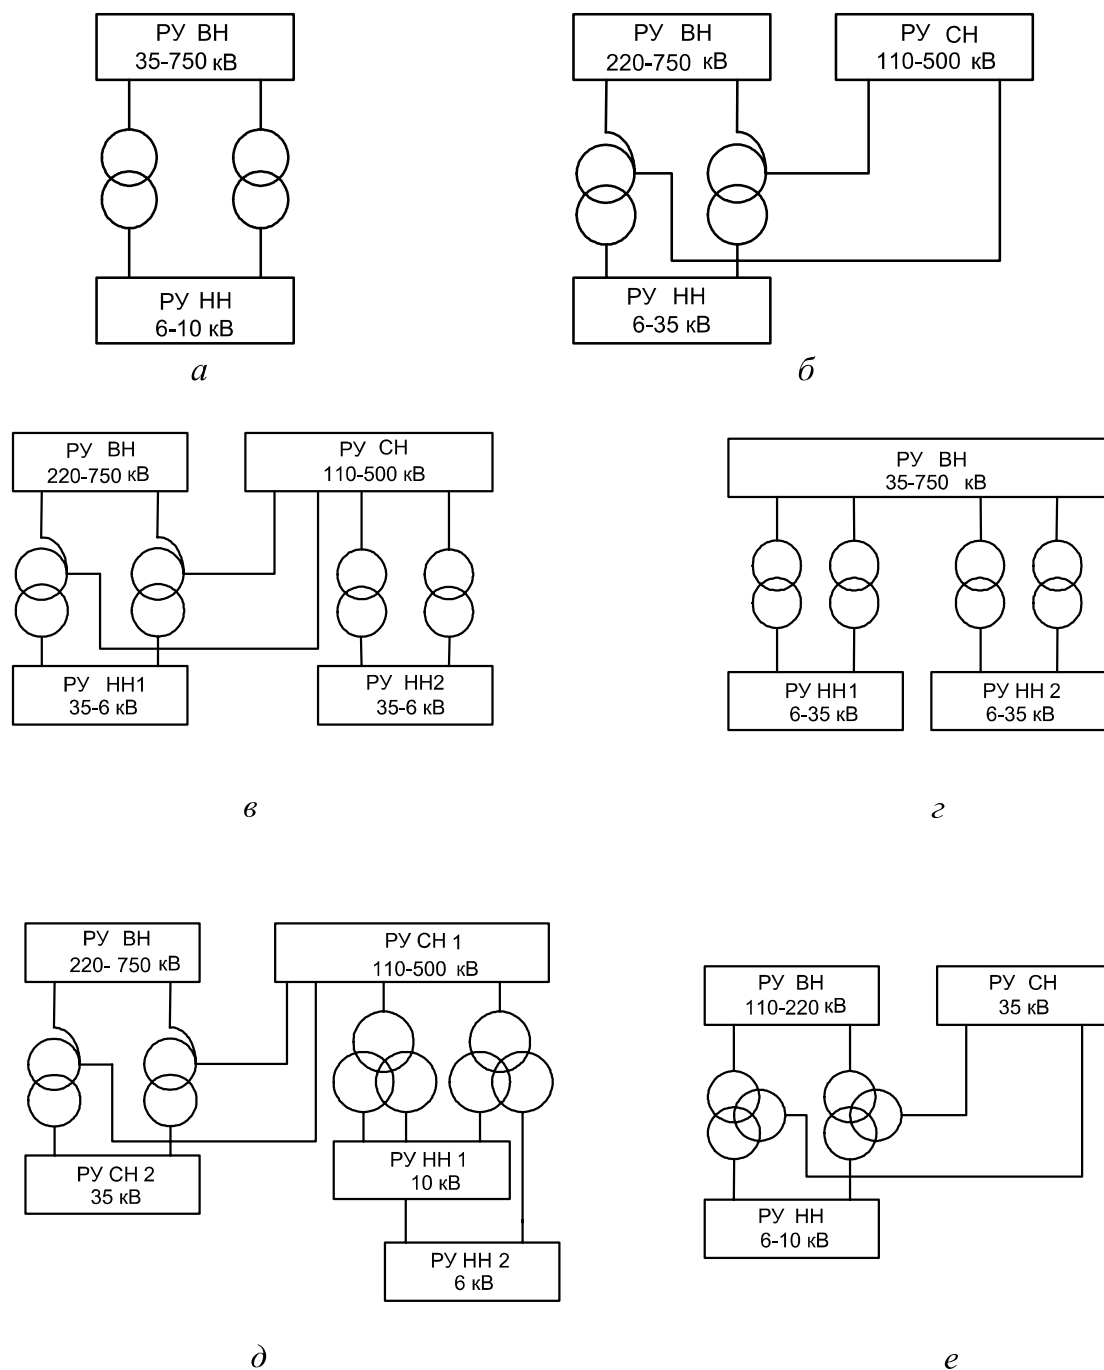 РУ ВН
35-750 кВ
РУ НН
6-10 кВ
а
РУ ВН
220-750 кВ
РУ СН
110-500 кВ
РУ НН
6-35 кВ
б
РУ ВН
220-750 кВ
РУ СН
110-500 кВ
РУ НН1
35-6 кВ
РУ НН2
35-6 кВ
в
РУ ВН
35-750 кВ
РУ НН1
6-35 кВ
РУ НН 2
6-35 кВ
г
РУ ВН
220- 750 кВ
РУ СН 1
110-500 кВ
РУ СН 2
35 кВ
РУ НН 1
10 кВ
РУ НН 2
6 кВ
д
РУ ВН
110-220 кВ
РУ СН
35 кВ
РУ НН
6-10 кВ
е